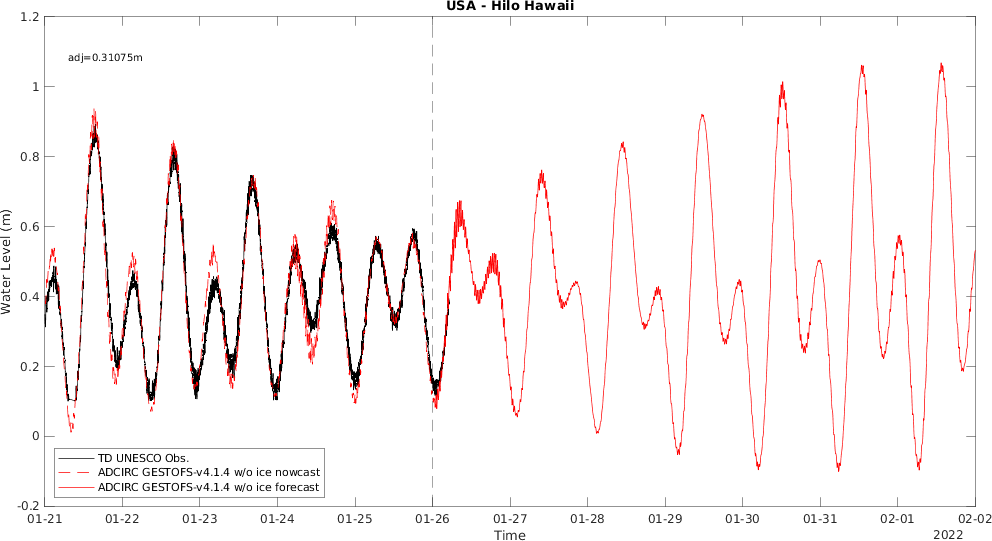 USA - Hilo Hawaii
adj=0.31075m
1.2
1
0.8
0.6
0.4
0.2
0
-0.2
Water Level (m)
TD UNESCO Obs.
ADCIRC GESTOFS-v4.1.4 w/o ice nowcast
ADCIRC GESTOFS-v4.1.4 w/o ice forecast
01-21 01-22 01-23 01-24 01-25 01-26 01-27 01-28 01-29 01-30 01-31 02-01 02-02
Time
2022